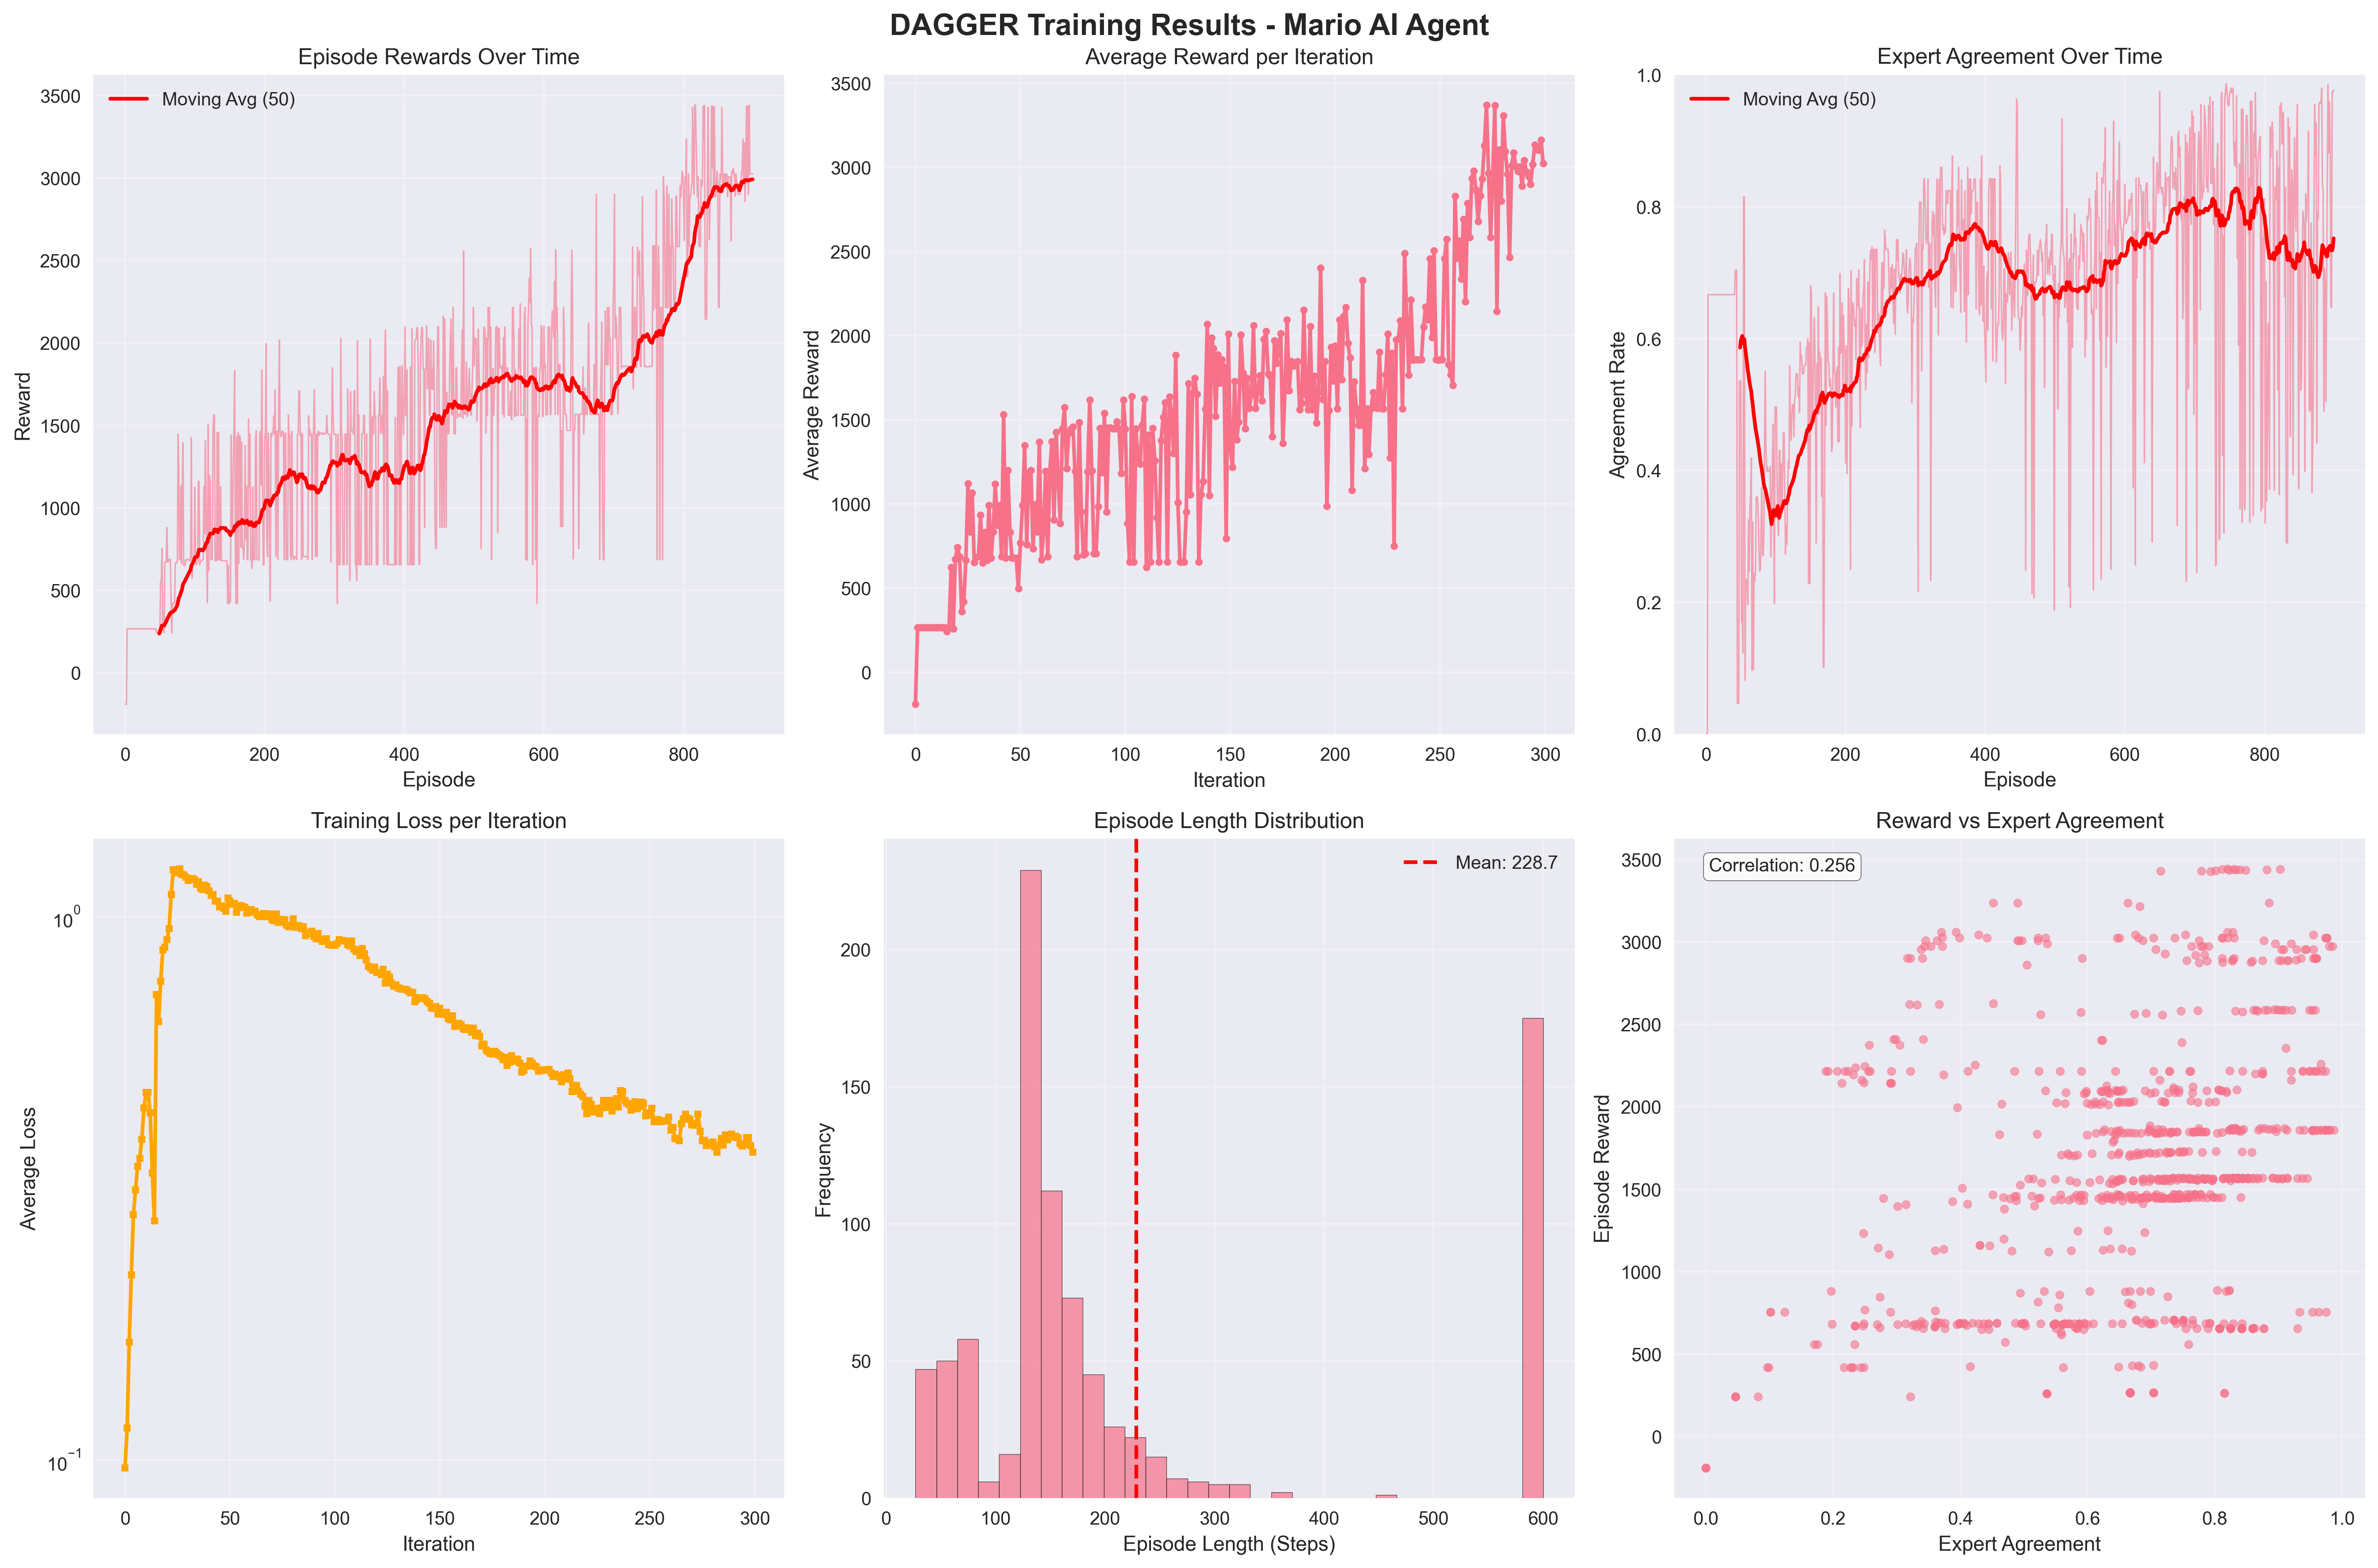 DAGGER Training Results - Mario AI Agent
Episode Rewards Over Time
Moving Avg (50)
3500
3000
2500
2000
1500
1000
500
0
Reward
0 200 400 600 800
Episode
Average Reward per Iteration
3500
3000
2500
2000
1500
1000
500
0
Average Reward
0 50 100 150 200 250 300
Iteration
Expert Agreement Over Time
Moving Avg (50)
1.0
0.8
0.6
0.4
0.2
0.0
Agreement Rate
0 200 400 600 800
Episode
Training Loss per Iteration
10⁰
10⁻¹
Average Loss
0 50 100 150 200 250 300
Iteration
Episode Length Distribution
Mean: 228.7
200
150
100
50
0
Frequency
0 100 200 300 400 500 600
Episode Length (Steps)
Reward vs Expert Agreement
Correlation: 0.256
3500
3000
2500
2000
1500
1000
500
0
Episode Reward
0.0 0.2 0.4 0.6 0.8 1.0
Expert Agreement